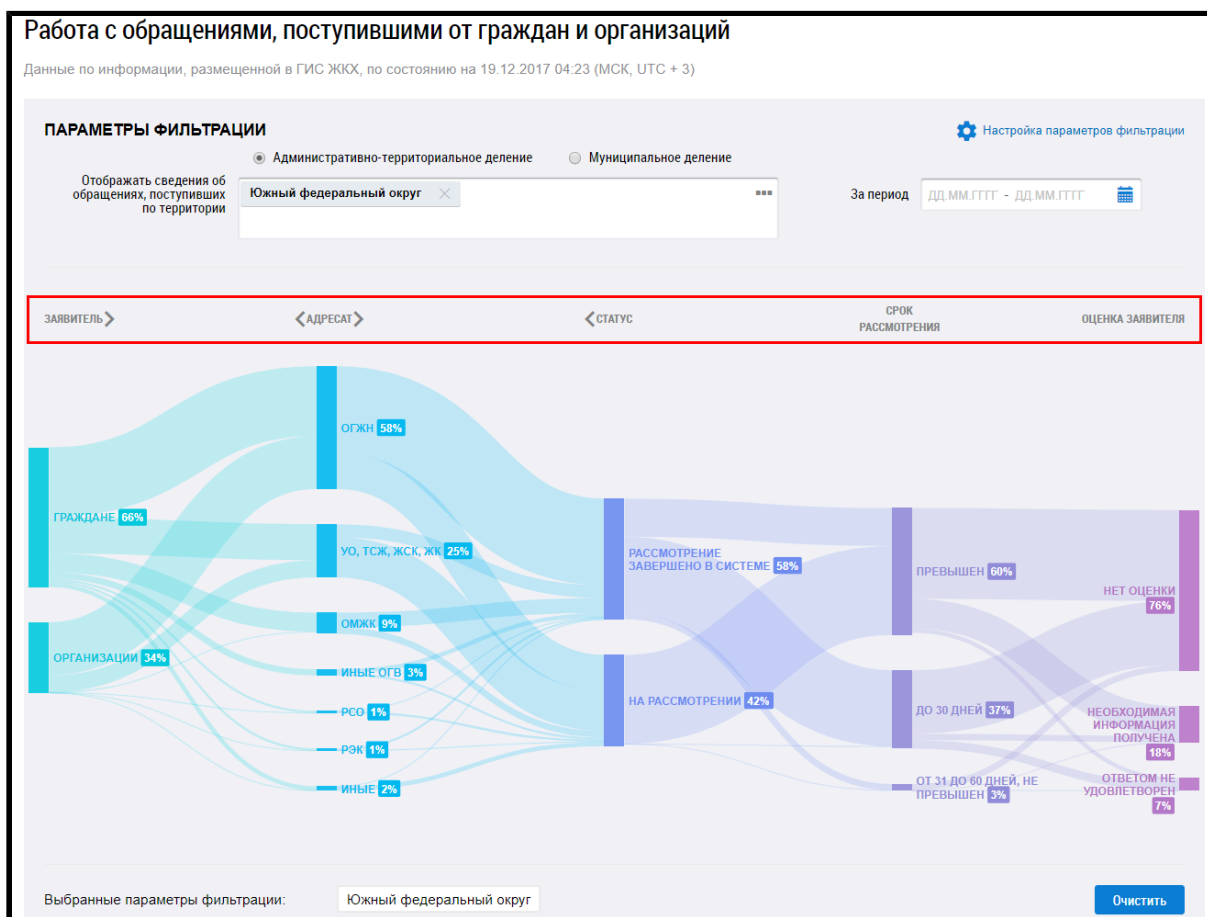 Работа с обращениями, поступившими от граждан и организаций
Данные по информации, размещенной в ГИС ЖКХ, по состоянию на 19.12.2017 04:23 (МСК, UTC + 3)
ПАРАМЕТРЫ ФИЛЬТРАЦИИ
Настройка параметров фильтрации
Административно-территориальное деление
Муниципальное деление
Отображать сведения об
обращениях, поступивших
по территории
Южный федеральный округ
За период
ДД.ММ.ГГГГ - ДД.ММ.ГГГГ
ЗАЯВИТЕЛЬ
АДРЕСАТ
СТАТУС
СРОК
РАССМОТРЕНИЯ
ОЦЕНКА ЗАЯВИТЕЛЯ
ГРАЖДАНЕ 66%
ОРГАНИЗАЦИИ 34%
ОГЖН 58%
УО, ТСЖ, ЖСК, ЖК 25%
ОМЖК 9%
ИНЫЕ ОГВ 3%
РСО 1%
РЭК 1%
ИНЫЕ 2%
РАССМОТРЕНИЕ
ЗАВЕРШЕНО В СИСТЕМЕ 58%
НА РАССМОТРЕНИИ 42%
ПРЕВЫШЕН 60%
ДО 30 ДНЕЙ 37%
ОТ 31 ДО 60 ДНЕЙ, НЕ
ПРЕВЫШЕН 3%
НЕТ ОЦЕНКИ
76%
НЕОБХОДИМАЯ
ИНФОРМАЦИЯ
ПОЛУЧЕНА
18%
ОТВЕТОМ НЕ
УДОВЛЕТВОРЕН
7%
Выбранные параметры фильтрации:
Южный федеральный округ
Очистить